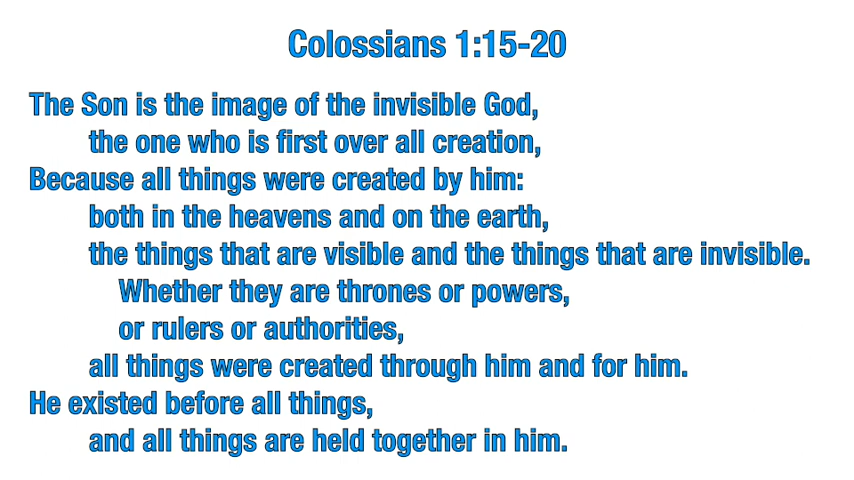 Colossians 1:15-20
The Son is the image of the invisible God,
the one who is first over all creation,
Because all things were created by him:
both in the heavens and on the earth,
the things that are visible and the things that are invisible.
Whether they are thrones or powers,
or rulers or authorities,
all things were created through him and for him.
He existed before all things,
and all things are held together in him.